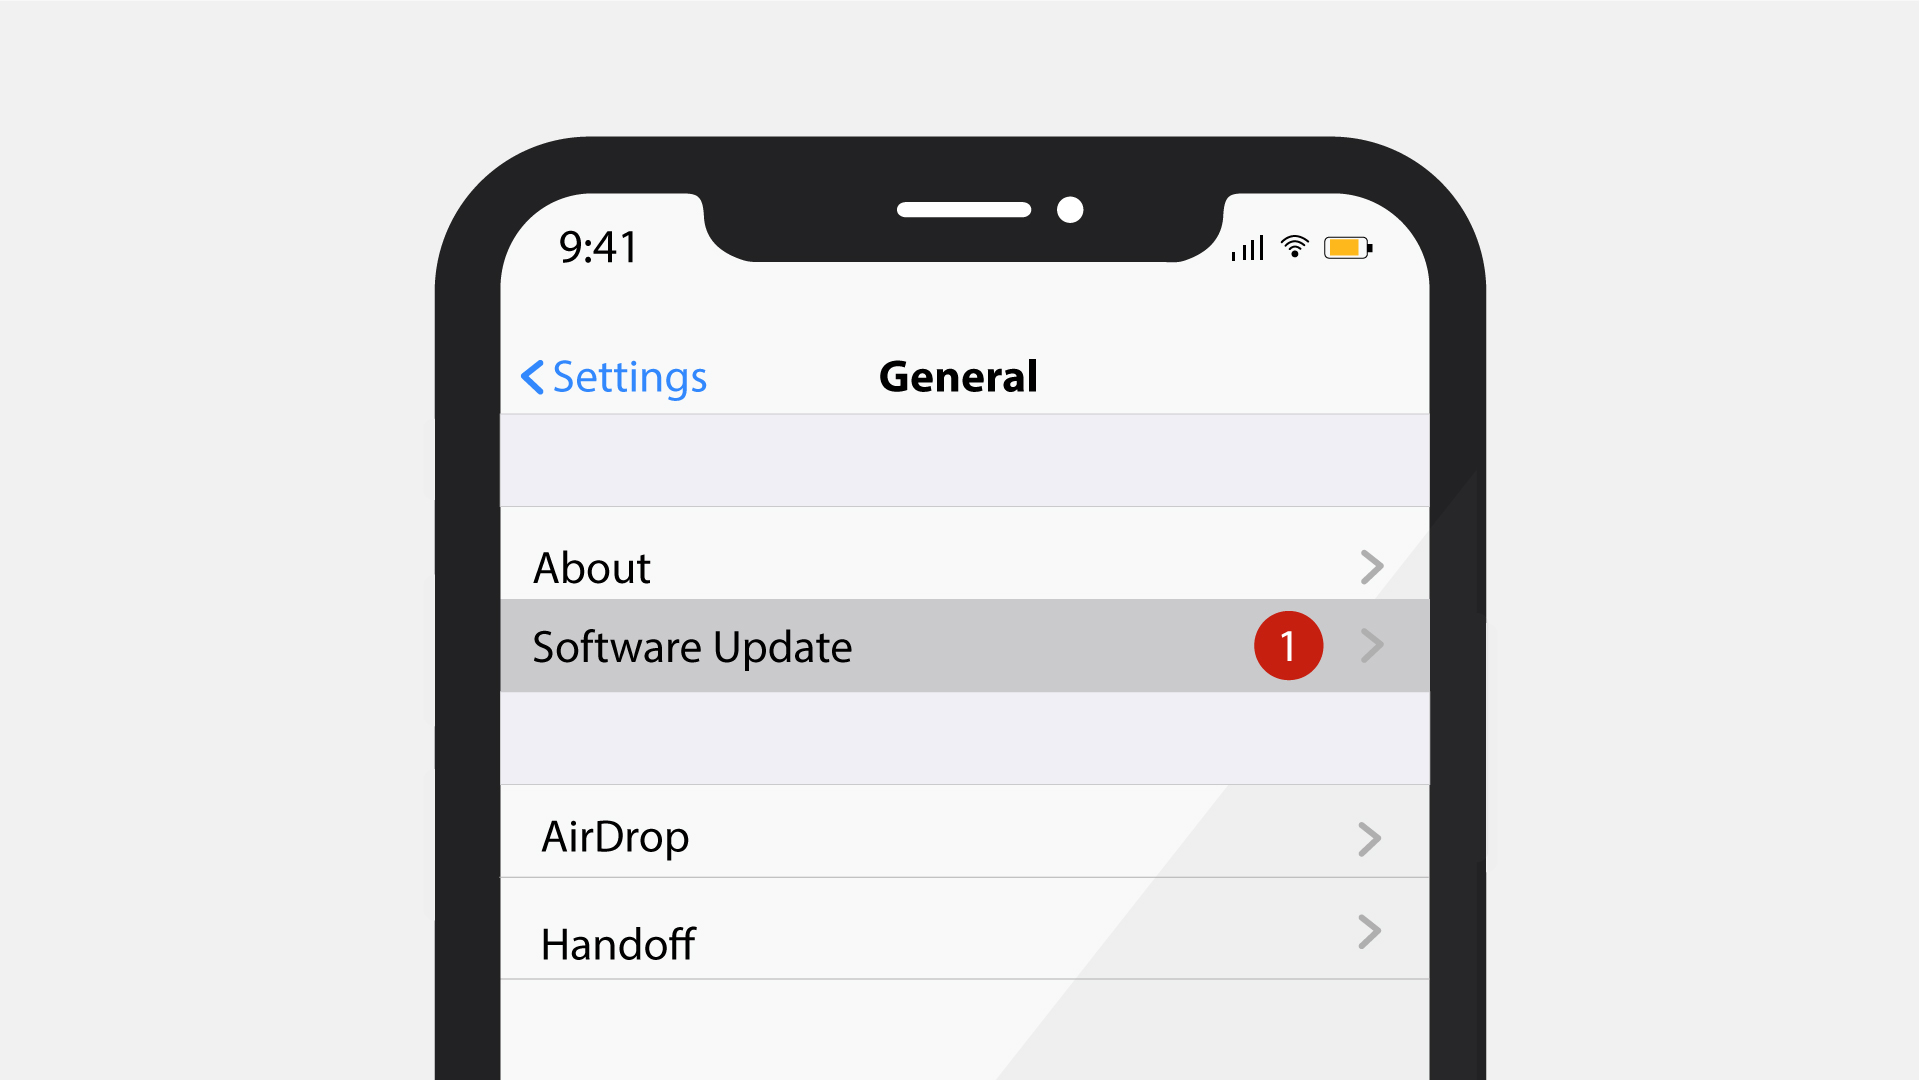 9:41
Settings
General
About
Software Update
1
AirDrop
Handoff